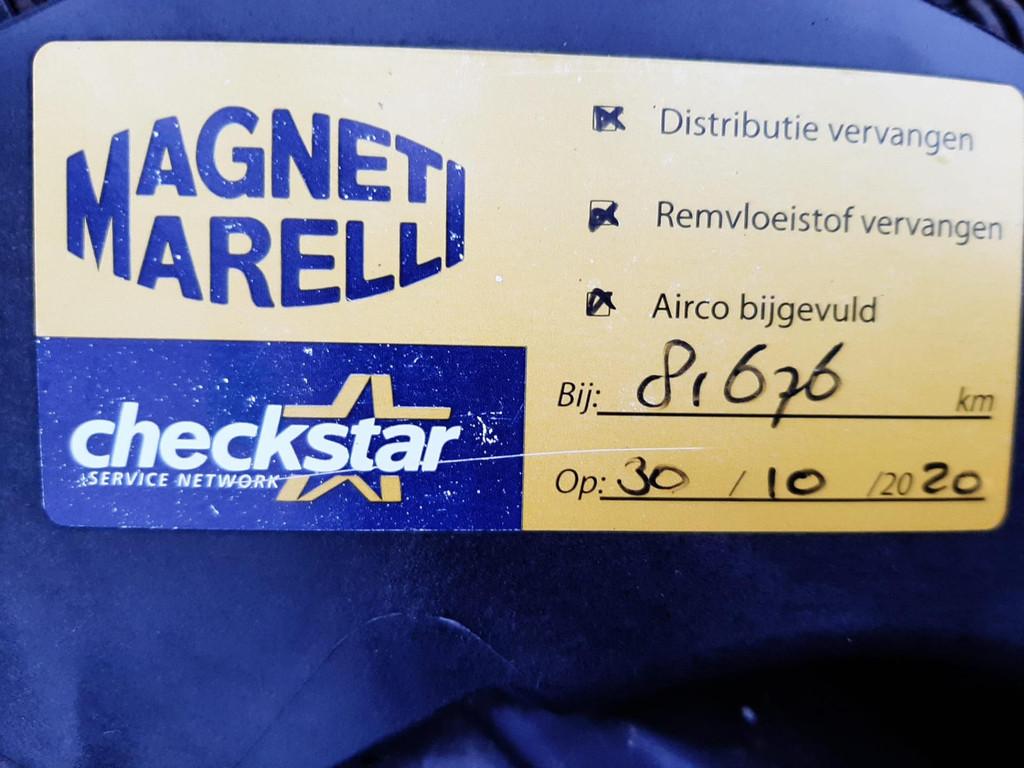 MAGNETI
MARELLI
checkstar
SERVICE NETWORK
Distributie vervangen
Remvloeistof vervangen
Airco bijgevuld
Bij: 81676 km
Op: 30 / 10 /2020